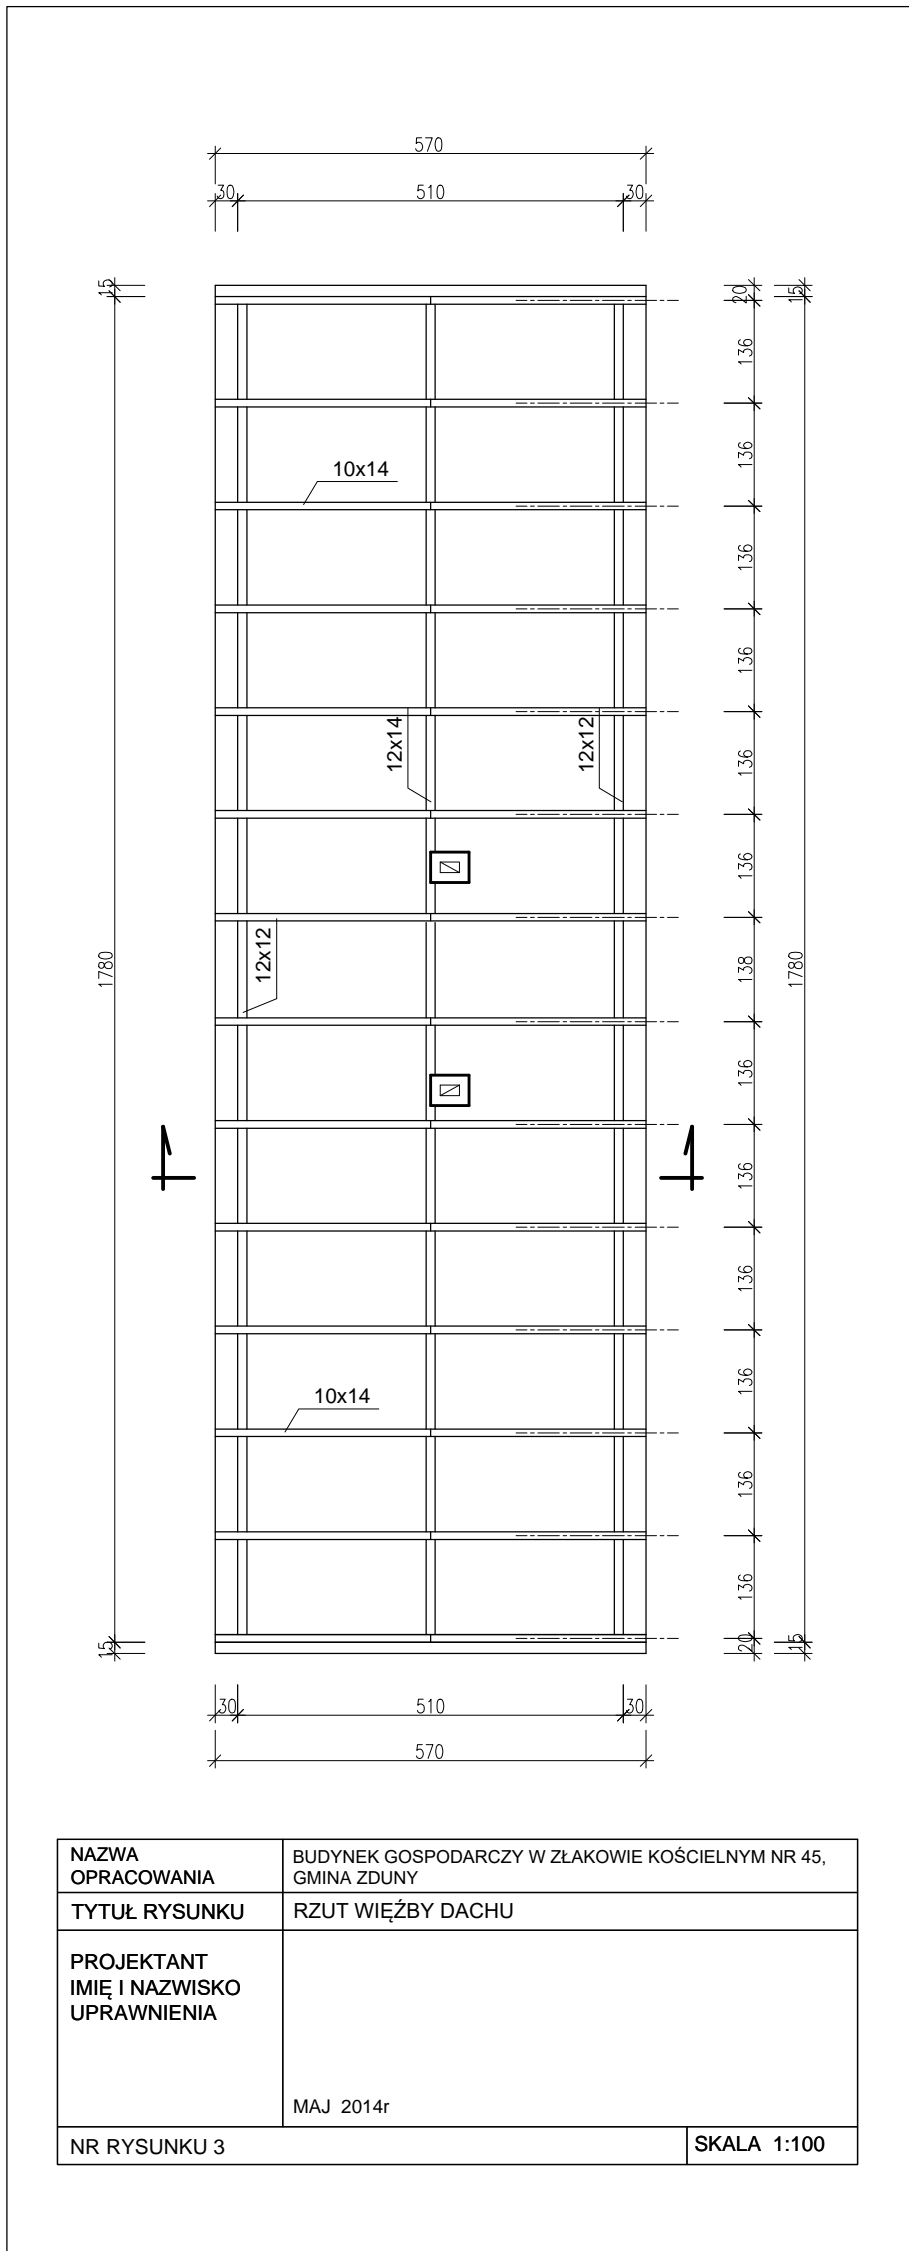 570
30 510 30
15 20 15
136
136
10x14
136
136
12x14 12x12 136
136
12x12
1780 138 1780
136
136
136
136
10x14
136
136
136
15 20 15
30 510 30
570
NAZWA
OPRACOWANIA
BUDYNEK GOSPODARCZY W ZŁAKOWIE KOŚCIELNYM NR 45,
GMINA ZDUNY
TYTUŁ RYSUNKU
RZUT WIĘŹBY DACHU
PROJEKTANT
IMIĘ I NAZWISKO
UPRAWNIENIA
MAJ 2014r
NR RYSUNKU 3
SKALA 1:100